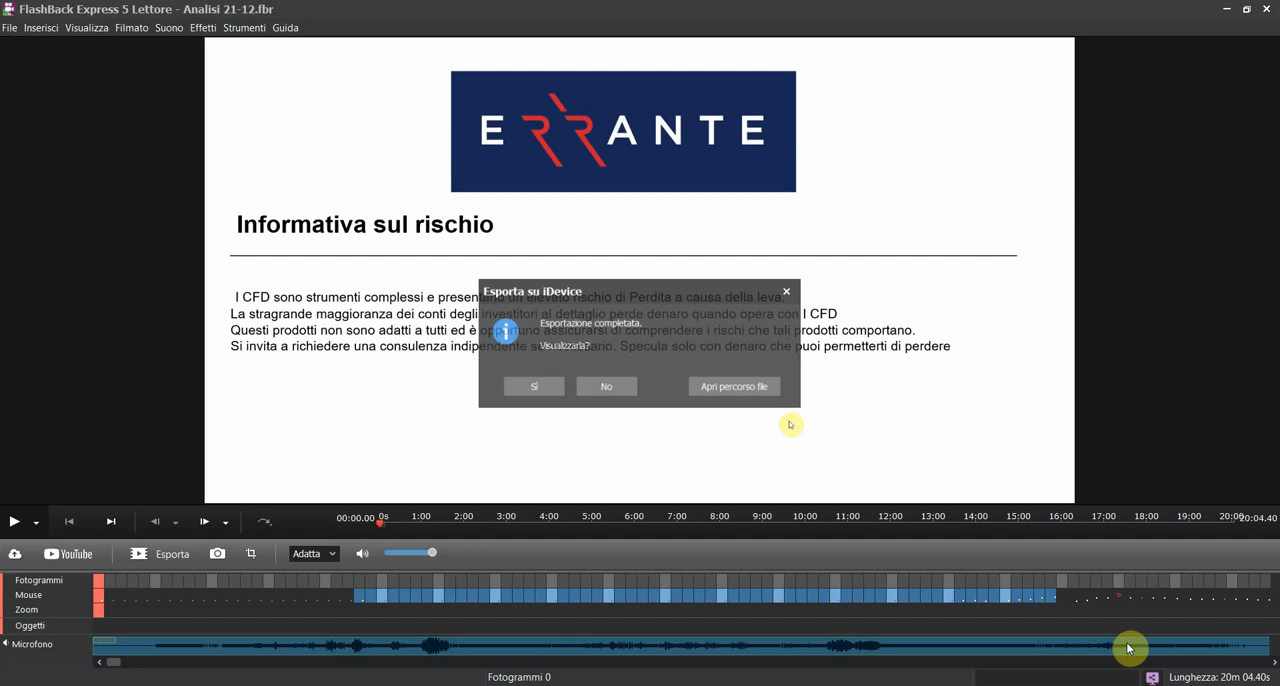 FlashBack Express 5 Lettore - Analisi 21-12.fbr
File Inserisci Visualizza Filmato Suono Effetti Strumenti Guida
ERRANTE
Informativa sul rischio
I CFD sono strumenti complessi e presentano un elevato rischio di Perdita a causa della leva.
La stragrande maggioranza dei conti degli investitori al dettaglio perde denaro quando opera con I CFD
Questi prodotti non sono adatti a tutti ed è opportuno assicurarsi di comprendere i rischi che tali prodotti comportano.
Si invita a richiedere una consulenza indipendente se necessario. Specula solo con denaro che puoi permetterti di perdere
Esporta su iDevice
Esportazione completata.
Visualizzarla?
Sì No Apri percorso file
00:00.00 0s 1:00 2:00 3:00 4:00 5:00 6:00 7:00 8:00 9:00 10:00 11:00 12:00 13:00 14:00 15:00 16:00 17:00 18:00 19:00 20:04.40
YouTube Esporta Adatta
Fotogrammi
Mouse
Zoom
Oggetti
Microfono
Fotogrammi 0 Lunghezza: 20m 04.40s